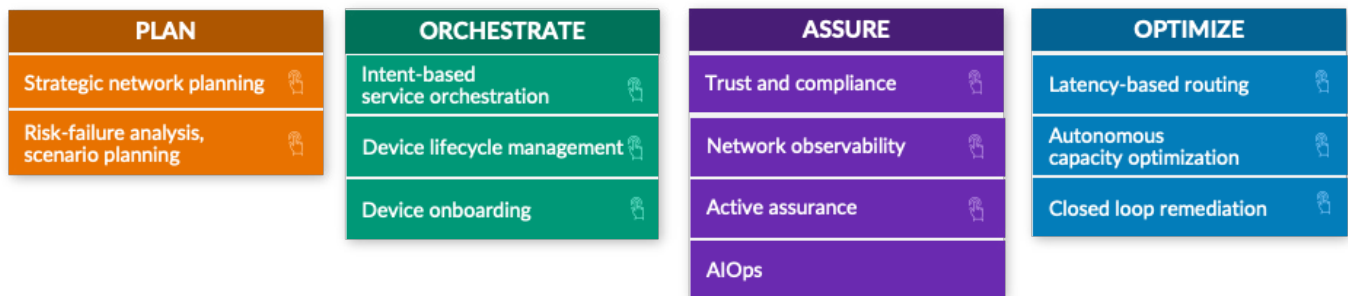 PLAN
Strategic network planning
Risk-failure analysis,
scenario planning
ORCHESTRATE
Intent-based
service orchestration
Device lifecycle management
Device onboarding
ASSURE
Trust and compliance
Network observability
Active assurance
AIOps
OPTIMIZE
Latency-based routing
Autonomous
capacity optimization
Closed loop remediation